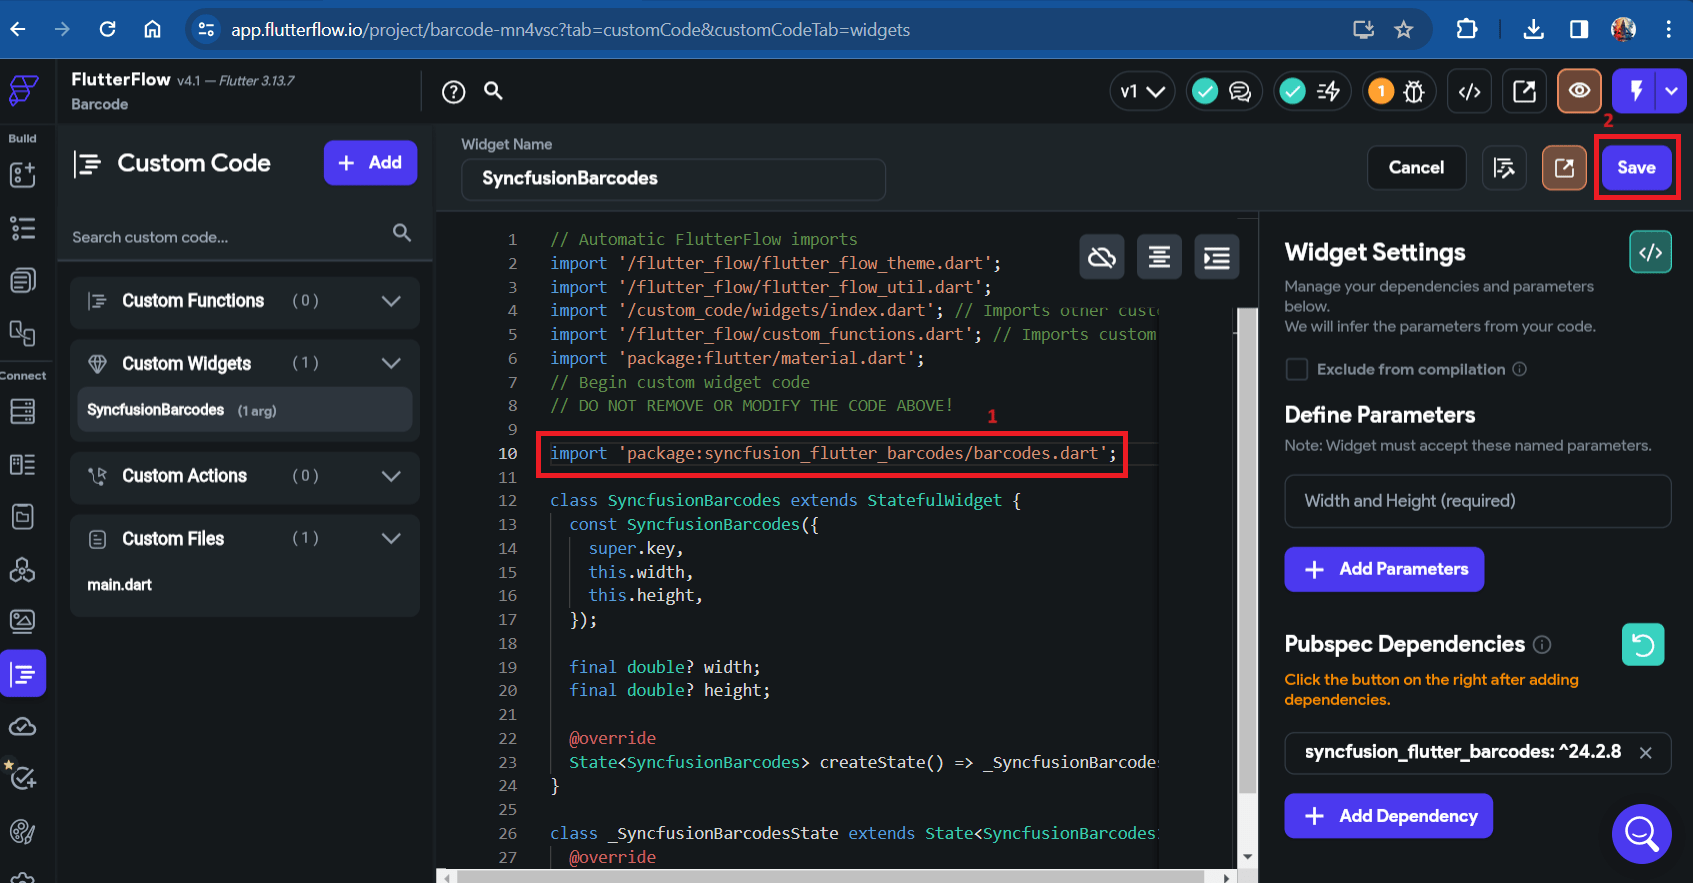 app.flutterflow.io/project/barcode-mn4vsc?tab=customCode&customCodeTab=widgets
FlutterFlow v4.1 — Flutter 3.13.7
Barcode
v1
1
2
Build
Connect
Custom Code
+ Add
Search custom code...
Custom Functions (0)
Custom Widgets (1)
SyncfusionBarcodes (1 arg)
Custom Actions (0)
Custom Files (1)
main.dart
Widget Name
SyncfusionBarcodes
Cancel
Save
1 // Automatic FlutterFlow imports
2 import '/flutter_flow/flutter_flow_theme.dart';
3 import '/flutter_flow/flutter_flow_util.dart';
4 import '/custom_code/widgets/index.dart'; // Imports other cust
5 import '/flutter_flow/custom_functions.dart'; // Imports custom
6 import 'package:flutter/material.dart';
7 // Begin custom widget code
8 // DO NOT REMOVE OR MODIFY THE CODE ABOVE!
1
9
10 import 'package:syncfusion_flutter_barcodes/barcodes.dart';
11
12 class SyncfusionBarcodes extends StatefulWidget {
13 const SyncfusionBarcodes({
14 super.key,
15 this.width,
16 this.height,
17 });
18
19 final double? width;
20 final double? height;
21
22 @override
23 State<SyncfusionBarcodes> createState() => _SyncfusionBarcodes
24 }
25
26 class _SyncfusionBarcodesState extends State<SyncfusionBarcodes
27 @override
Widget Settings
Manage your dependencies and parameters
below.
We will infer the parameters from your code.
Exclude from compilation
Define Parameters
Note: Widget must accept these named parameters.
Width and Height (required)
+ Add Parameters
Pubspec Dependencies
Click the button on the right after adding
dependencies.
syncfusion_flutter_barcodes: ^24.2.8
+ Add Dependency